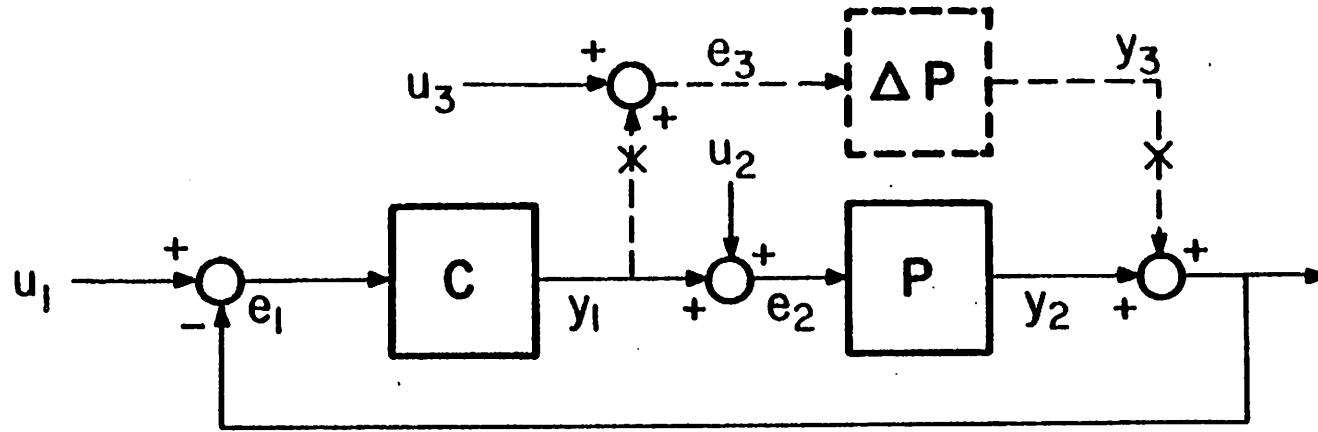 + e₃ ΔP y₃
u₃ +
u₂
+ C + P +
u₁ e₁ y₁ + e₂ y₂ +
−